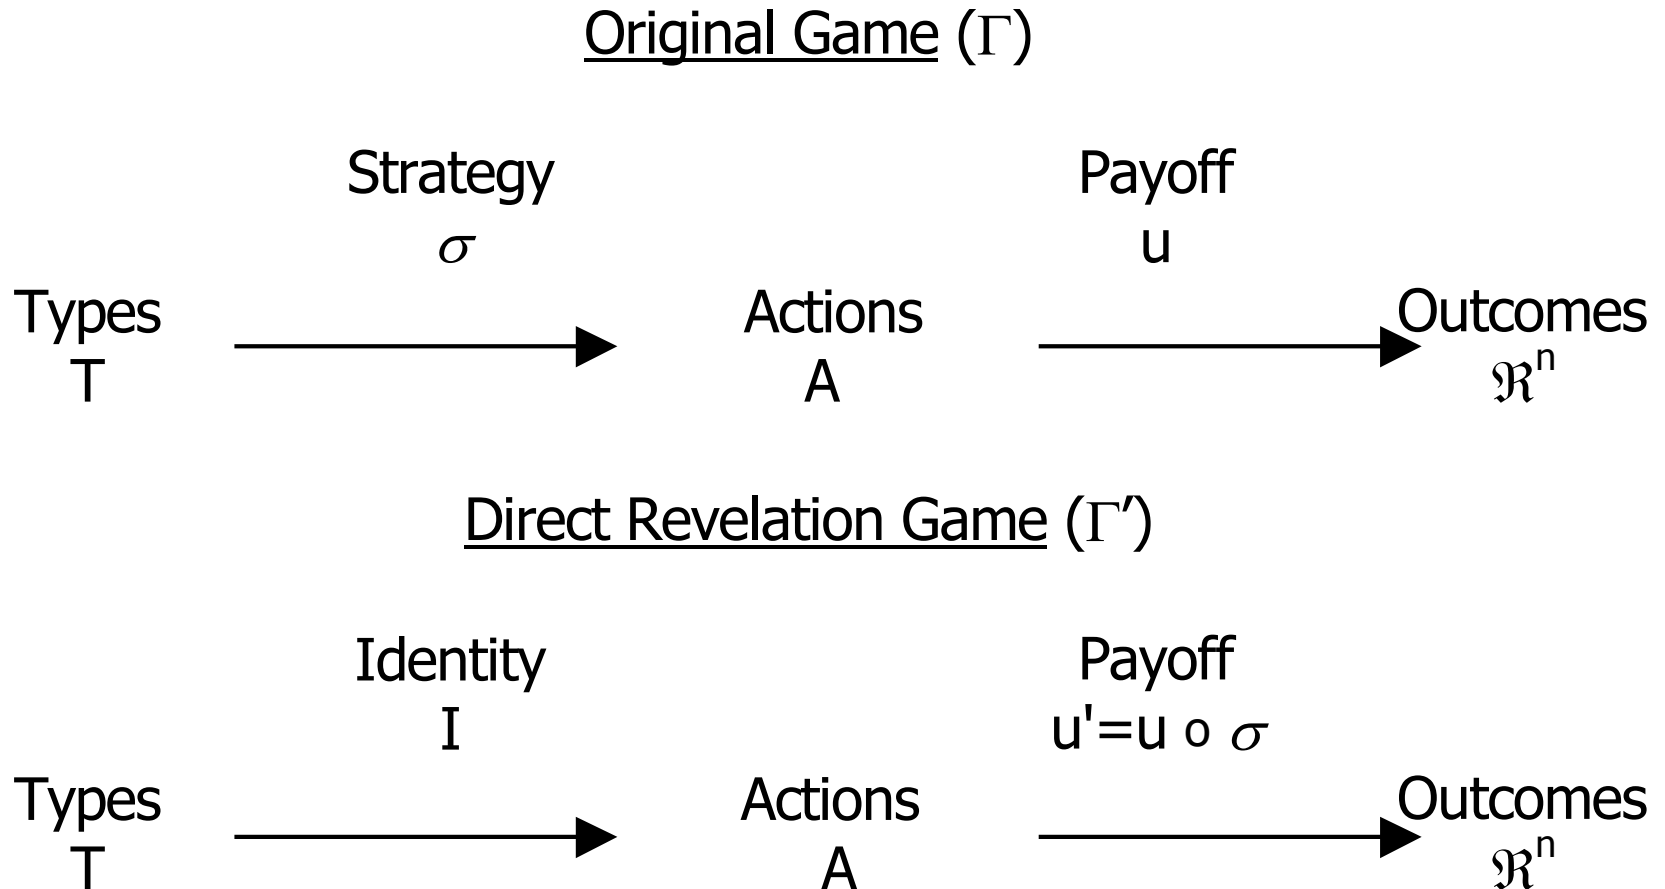 Original Game (Γ)
Strategy Payoff
σ u
Types Actions Outcomes
T A ℜⁿ
Direct Revelation Game (Γ′)
Identity Payoff
I u'=u o σ
Types Actions Outcomes
T A ℜⁿ